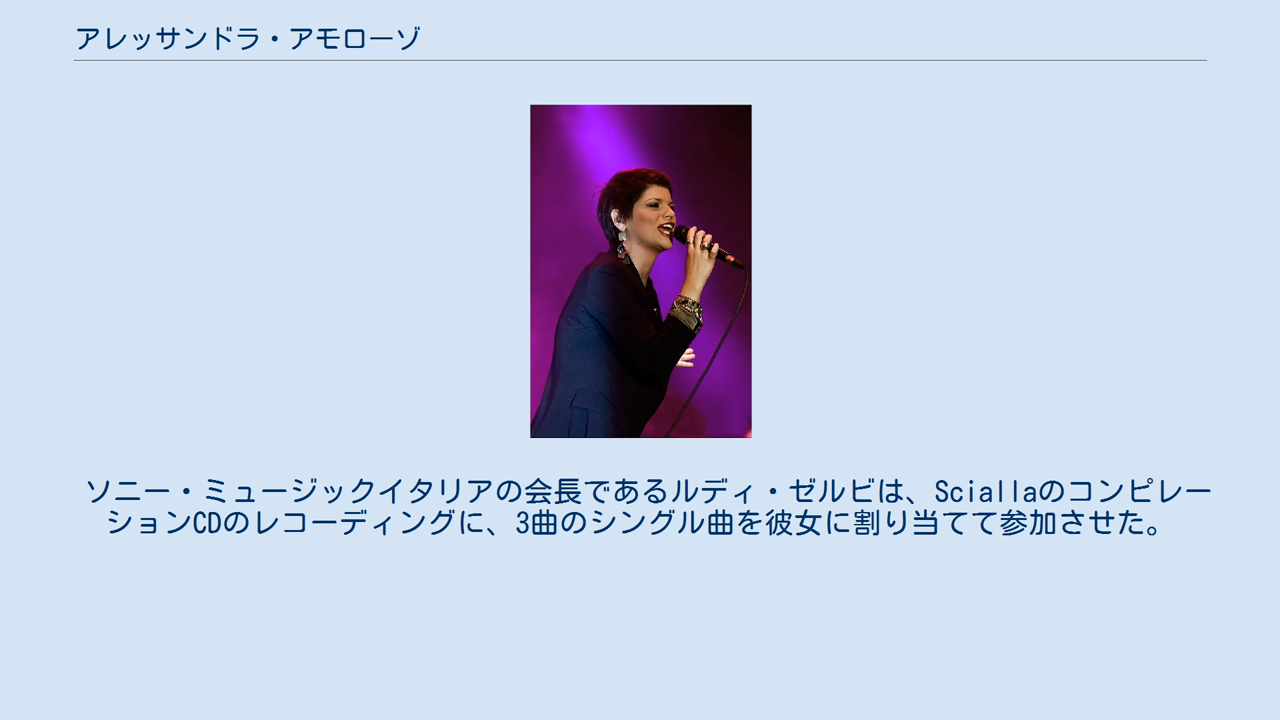 アレッサンドラ・アモローゾ
ソニー・ミュージックイタリアの会長であるルディ・ゼルビは、Sciallaのコンピレー
ションCDのレコーディングに、3曲のシングル曲を彼女に割り当てて参加させた。